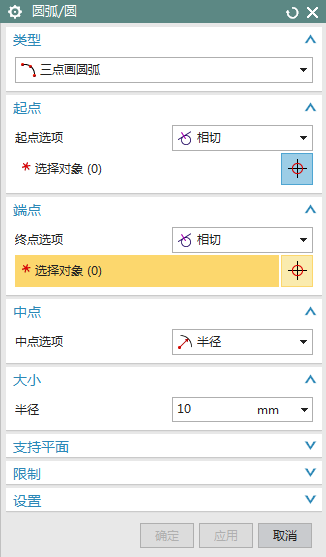 圆弧/圆
类型
三点画圆弧
起点
起点选项 相切
* 选择对象 (0)
端点
终点选项 相切
* 选择对象 (0)
中点
中点选项 半径
大小
半径 10 mm
支持平面
限制
设置
确定 应用 取消